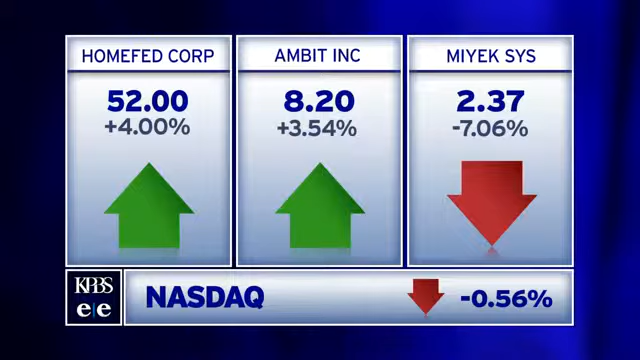 HOMEFED CORP
52.00
+4.00%
AMBIT INC
8.20
+3.54%
MIYEK SYS
2.37
-7.06%
KPBS
e|e
NASDAQ
-0.56%